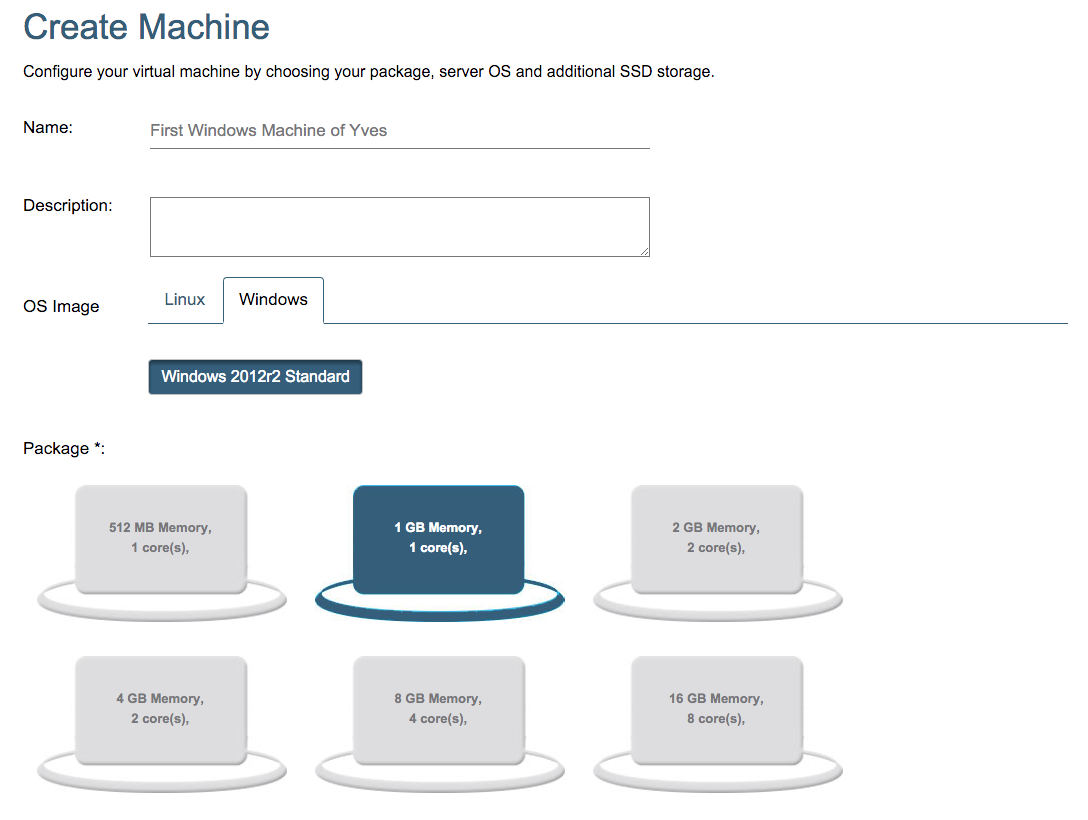 Create Machine
Configure your virtual machine by choosing your package, server OS and additional SSD storage.
Name:
First Windows Machine of Yves
Description:
OS Image
Linux
Windows
Windows 2012r2 Standard
Package *:
512 MB Memory,
1 core(s),
1 GB Memory,
1 core(s),
2 GB Memory,
2 core(s),
4 GB Memory,
2 core(s),
8 GB Memory,
4 core(s),
16 GB Memory,
8 core(s),